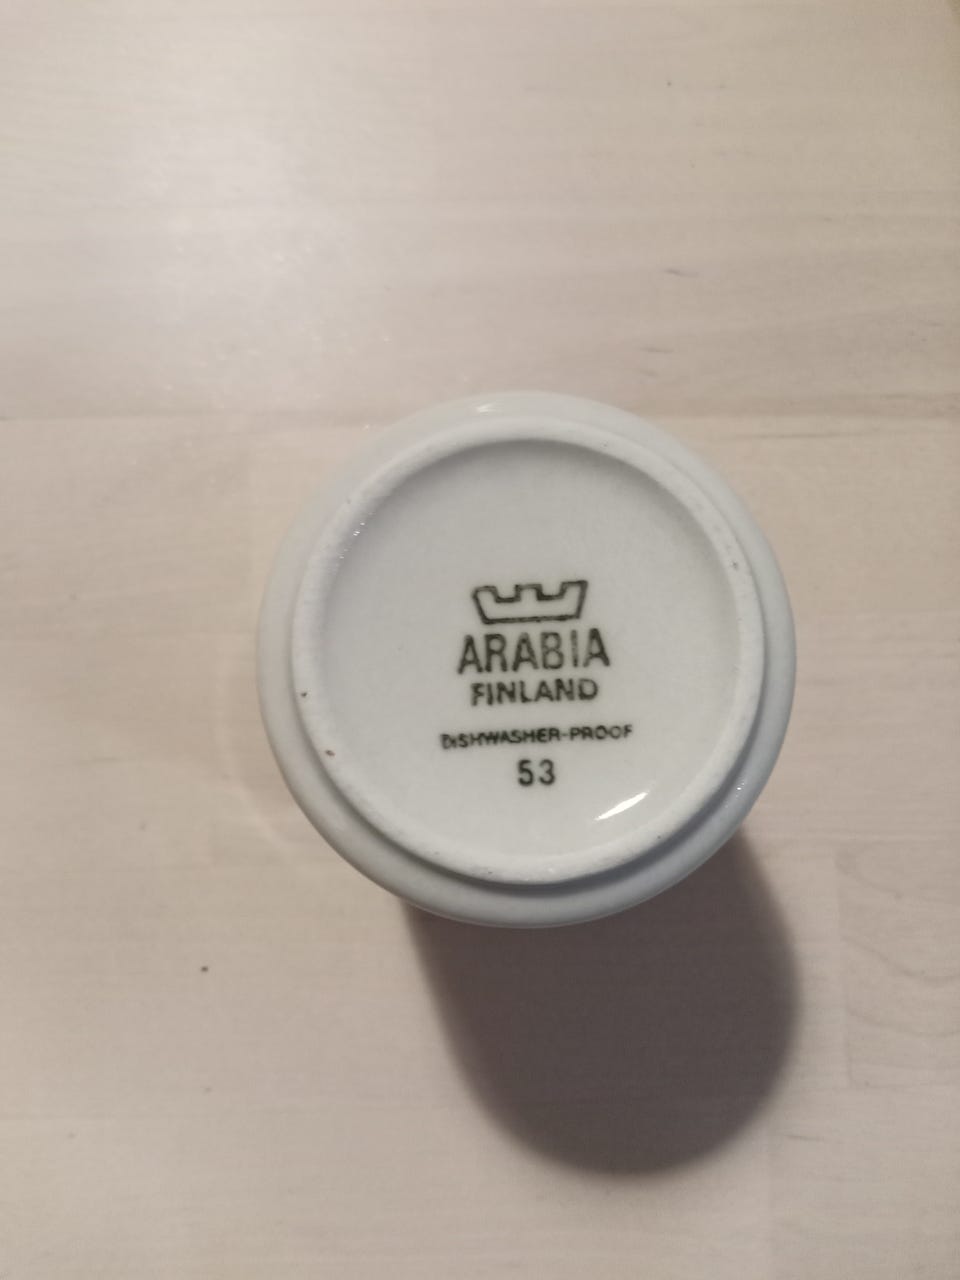 ARABIA
FINLAND
DISHWASHER-PROOF
53